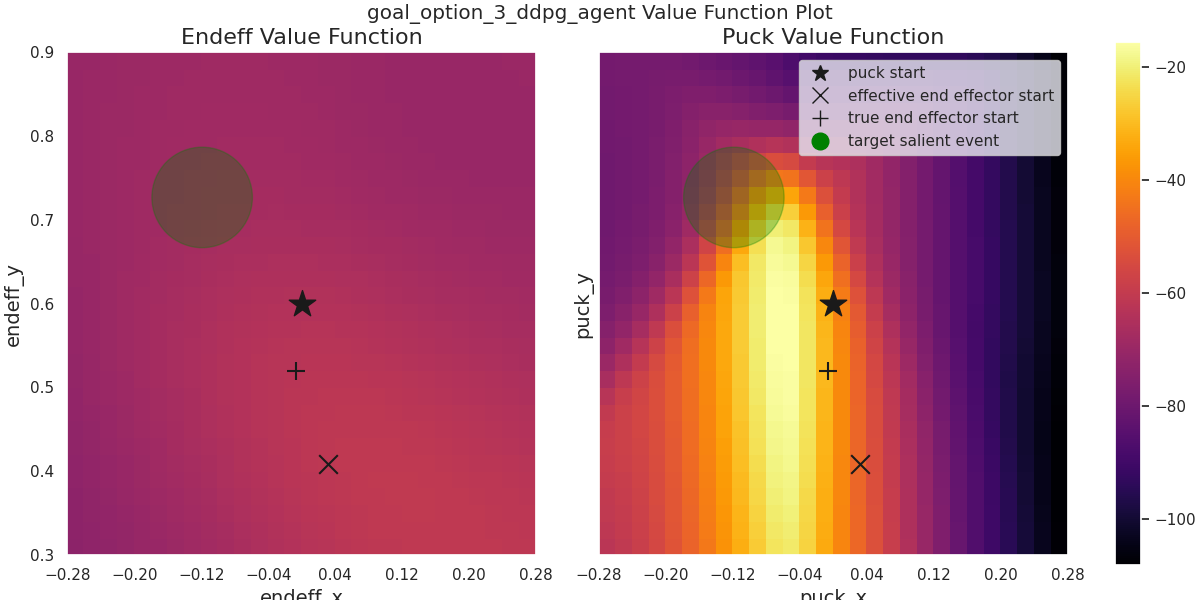 goal_option_3_ddpg_agent Value Function Plot
Endeff Value Function
Puck Value Function
puck start
effective end effector start
true end effector start
target salient event
0.9
0.8
0.7
0.6
0.5
0.4
0.3
endeff_y
−0.28 −0.20 −0.12 −0.04 0.04 0.12 0.20 0.28
endeff_x
puck_y
−0.28 −0.20 −0.12 −0.04 0.04 0.12 0.20 0.28
puck_x
−20
−40
−60
−80
−100